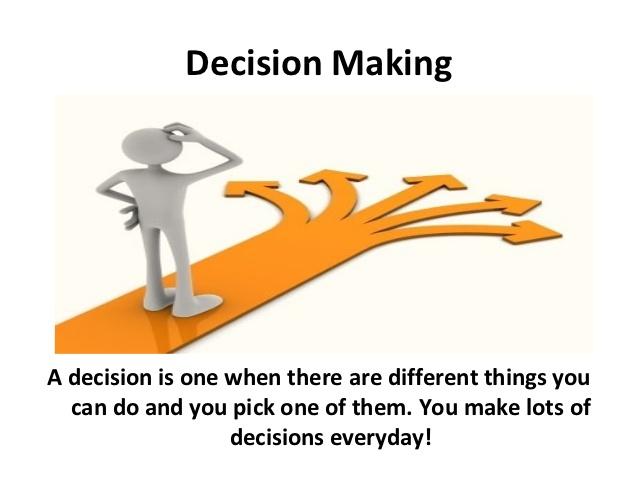 Decision Making
A decision is one when there are different things you
can do and you pick one of them. You make lots of
decisions everyday!